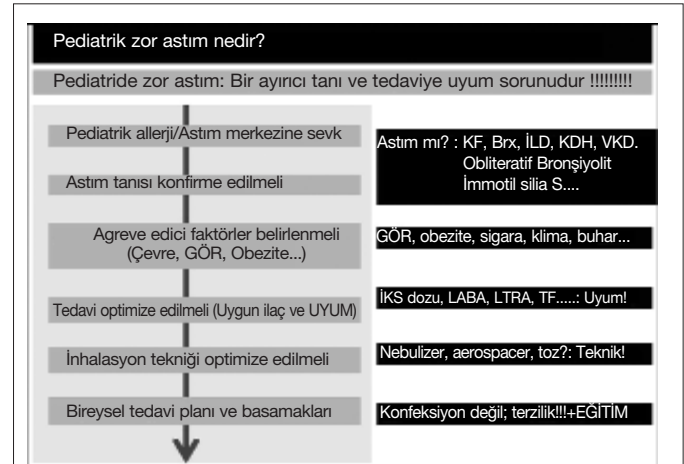 Pediatrik zor astım nedir?
Pediatride zor astım: Bir ayırıcı tanı ve tedaviye uyum sorunudur !!!!!!!!!
Pediatrik allerji/Astım merkezine sevk
Astım mı? : KF, Brx, İLD, KDH, VKD.
Obliteratif Bronşiyolit
İmmotil silia S....
Astım tanısı konfirme edilmeli
Agreve edici faktörler belirlenmeli
(Çevre, GÖR, Obezite...)
GÖR, obezite, sigara, klima, buhar...
Tedavi optimize edilmeli (Uygun ilaç ve UYUM)
İKS dozu, LABA, LTRA, TF.....: Uyum!
İnhalasyon tekniği optimize edilmeli
Nebulizer, aerospacer, toz?: Teknik!
Bireysel tedavi planı ve basamakları
Konfeksiyon değil; terzilik!!!+EĞİTİM